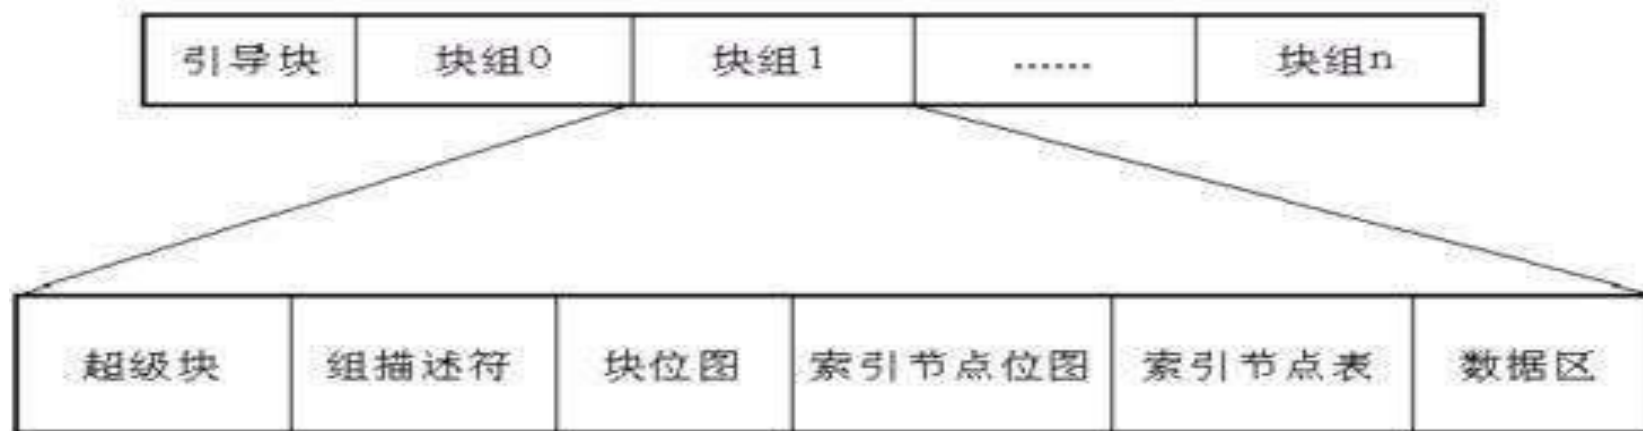 引导块 块组0 块组1 …… 块组n
超级块 组描述符 块位图 索引节点位图 索引节点表 数据区